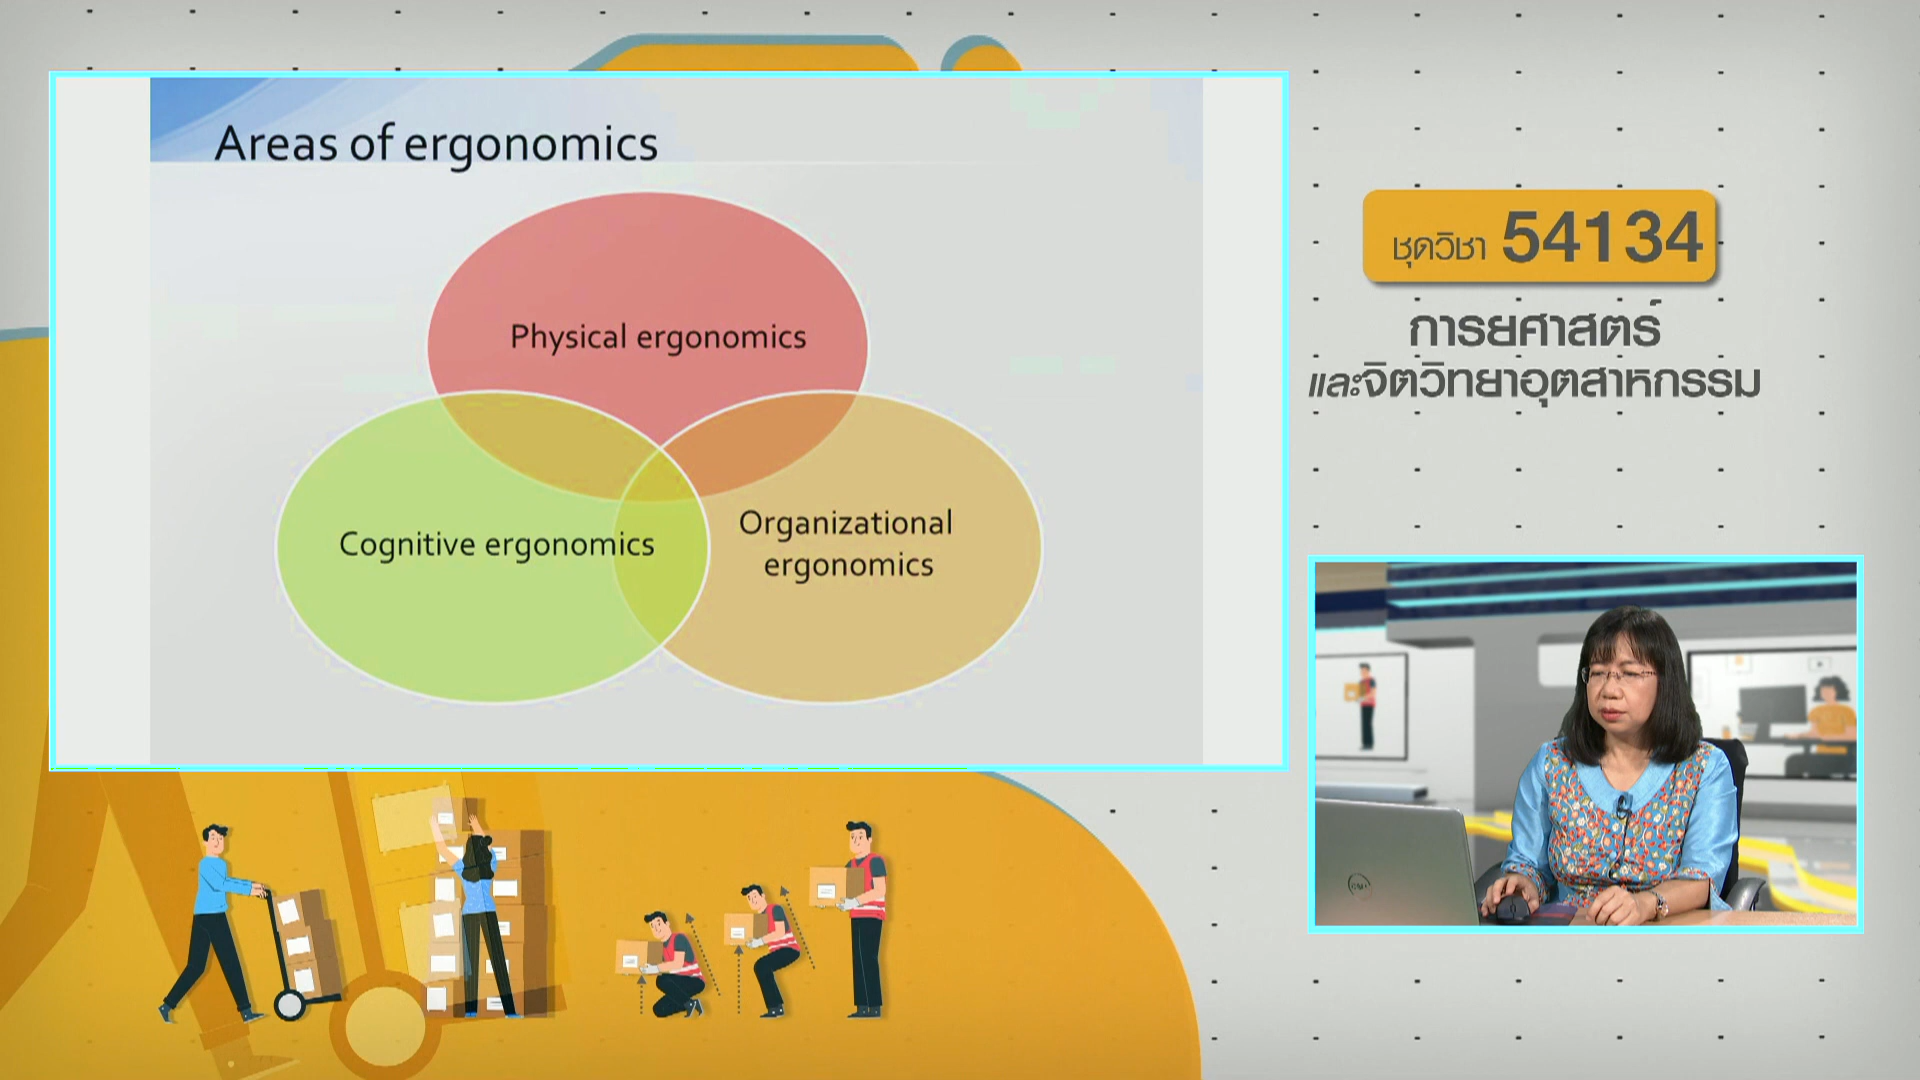 Areas of ergonomics
Physical ergonomics
Cognitive ergonomics
Organizational
ergonomics
ชุดวิชา 54134
การยศาสตร์
และจิตวิทยาอุตสาหกรรม
DELL